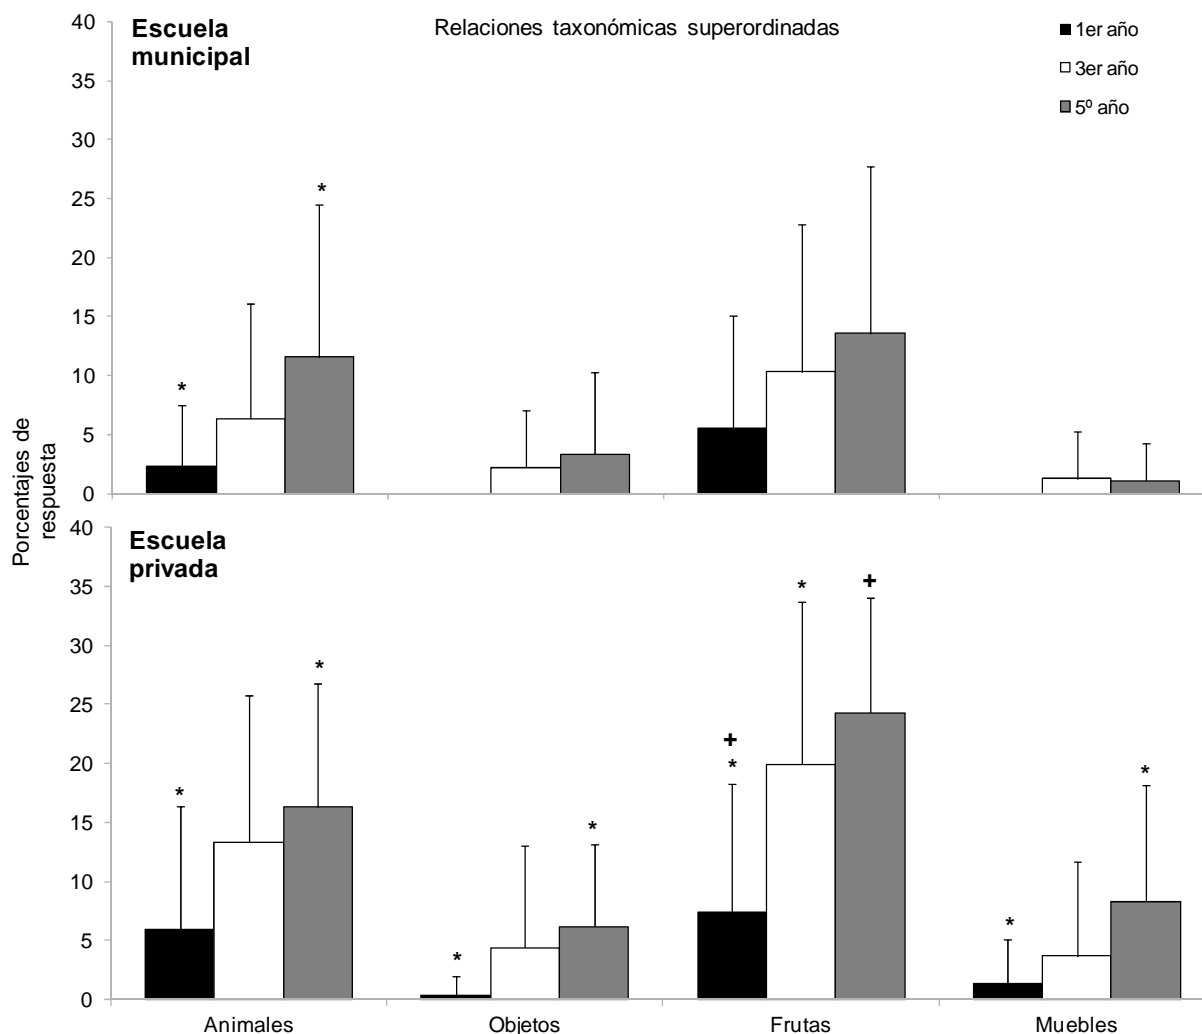 Relaciones taxonómicas superordinadas
Escuela
municipal
1er año
3er año
5º año
40
35
30
25
20
15
10
5
0
*
*
Porcentajes de
respuesta
Escuela
privada
40
35
30
25
20
15
10
5
0
*
*
*
*
+
*
*
+
*
*
Animales
Objetos
Frutas
Muebles